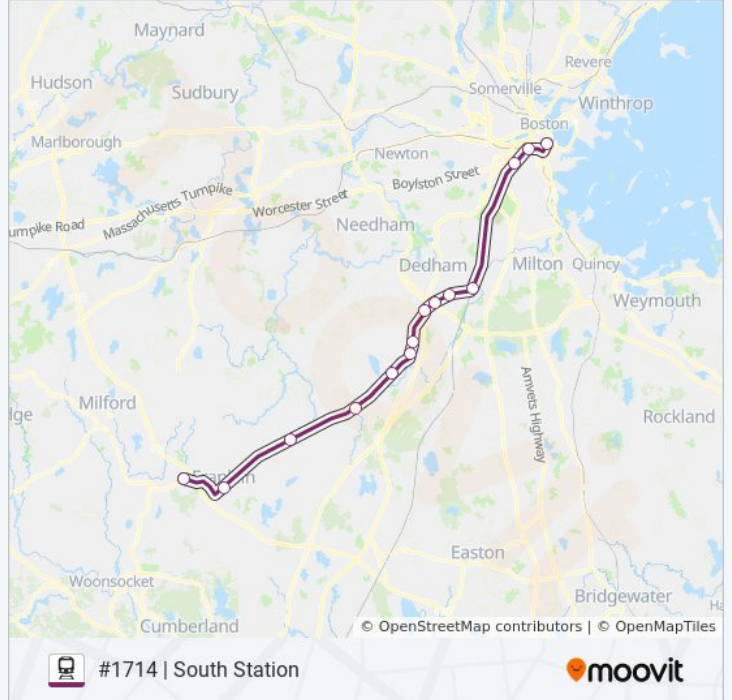 Maynard
Revere
Hudson
Sudbury
Somerville
Winthrop
Boston
Marlborough
Newton
Boylston Street
Massachusetts Turnpike
Worcester Street
umpike Road
Needham
Dedham
Milton
Quincy
Weymouth
Amvets Highway
Milford
dge
Rockland
Franklin
Easton
Woonsocket
Bridgewater
Ha
Cumberland
© OpenStreetMap contributors | © OpenMapTiles
#1714 | South Station
moovit